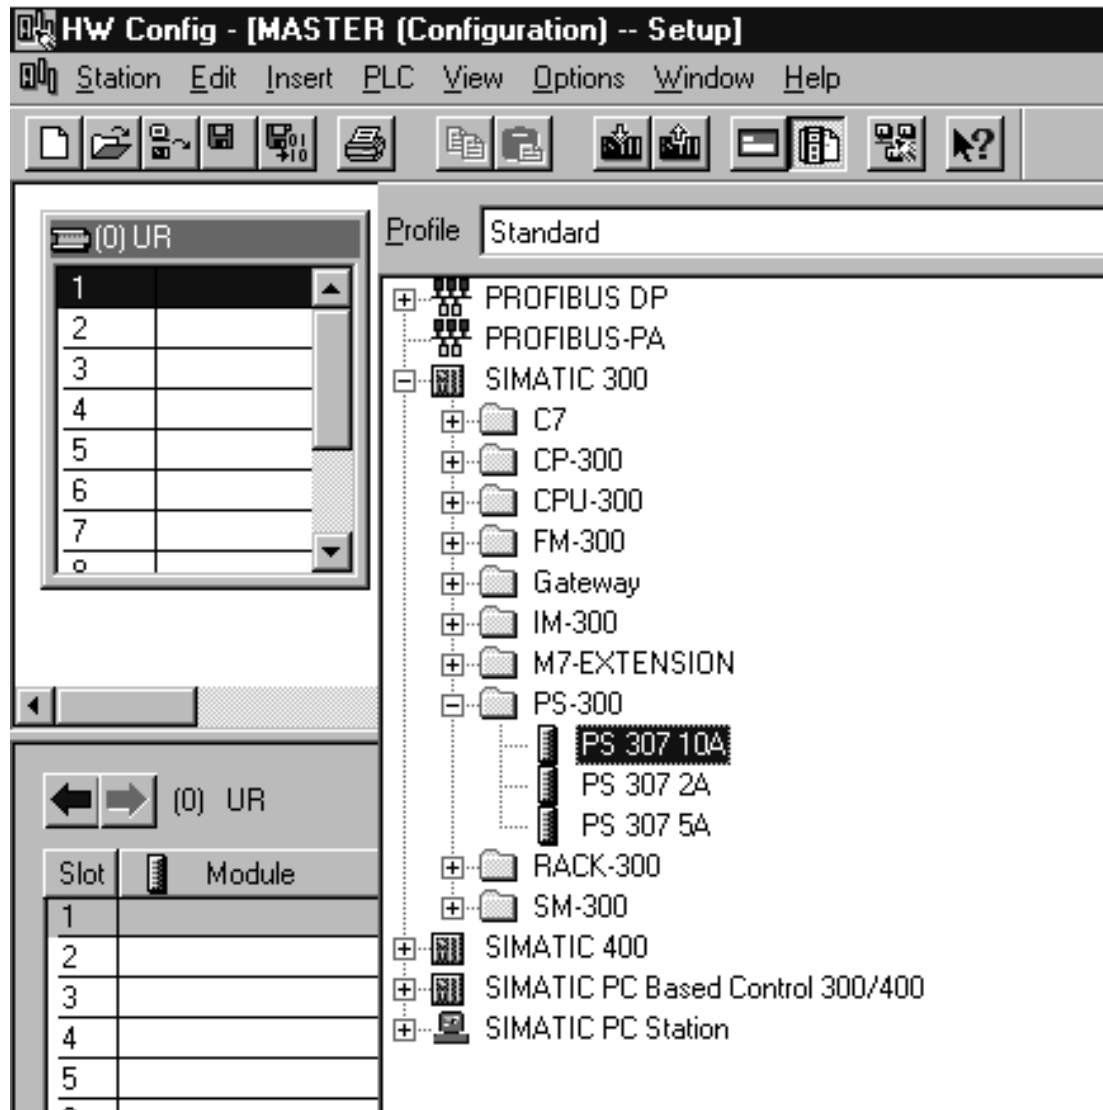 HW Config - [MASTER (Configuration) -- Setup]
Station Edit Insert PLC View Options Window Help
(0) UR
1
2
3
4
5
6
7
Profile Standard
PROFIBUS DP
PROFIBUS-PA
SIMATIC 300
C7
CP-300
CPU-300
FM-300
Gateway
IM-300
M7-EXTENSION
PS-300
PS 307 10A
PS 307 2A
PS 307 5A
RACK-300
SM-300
SIMATIC 400
SIMATIC PC Based Control 300/400
SIMATIC PC Station
(0) UR
Slot Module
1
2
3
4
5